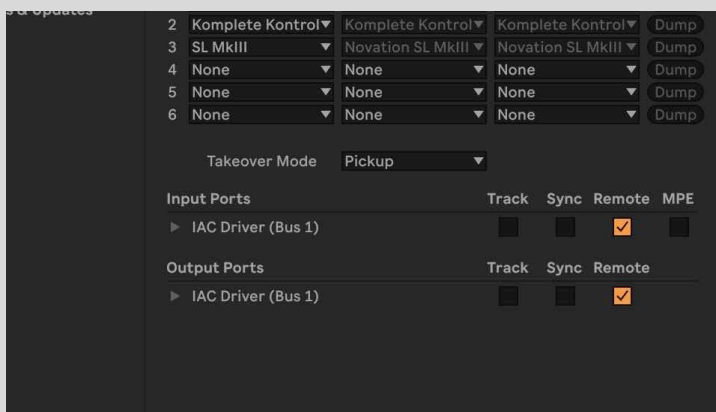 & Updates
2 Komplete Kontrol Komplete Kontrol Komplete Kontrol Dump
3 SL MkIII Novation SL MkIII Novation SL MkIII Dump
4 None None None Dump
5 None None None Dump
6 None None None Dump
Takeover Mode Pickup
Input Ports Track Sync Remote MPE
IAC Driver (Bus 1)
Output Ports Track Sync Remote
IAC Driver (Bus 1)